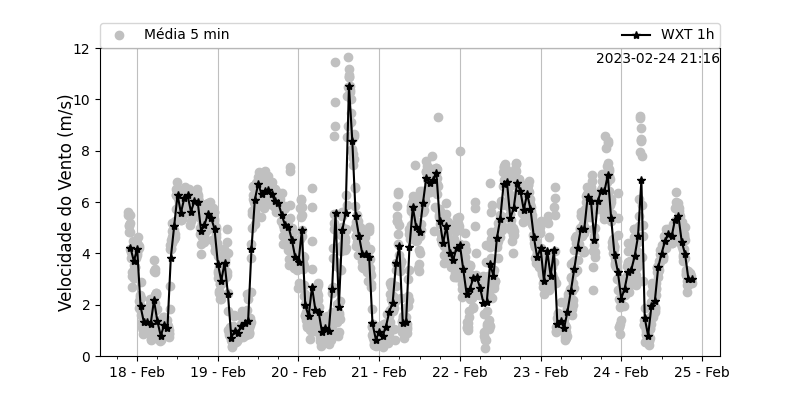 Média 5 min
WXT 1h
2023-02-24 21:16
Velocidade do Vento (m/s)
12
10
8
6
4
2
0
18 - Feb
19 - Feb
20 - Feb
21 - Feb
22 - Feb
23 - Feb
24 - Feb
25 - Feb